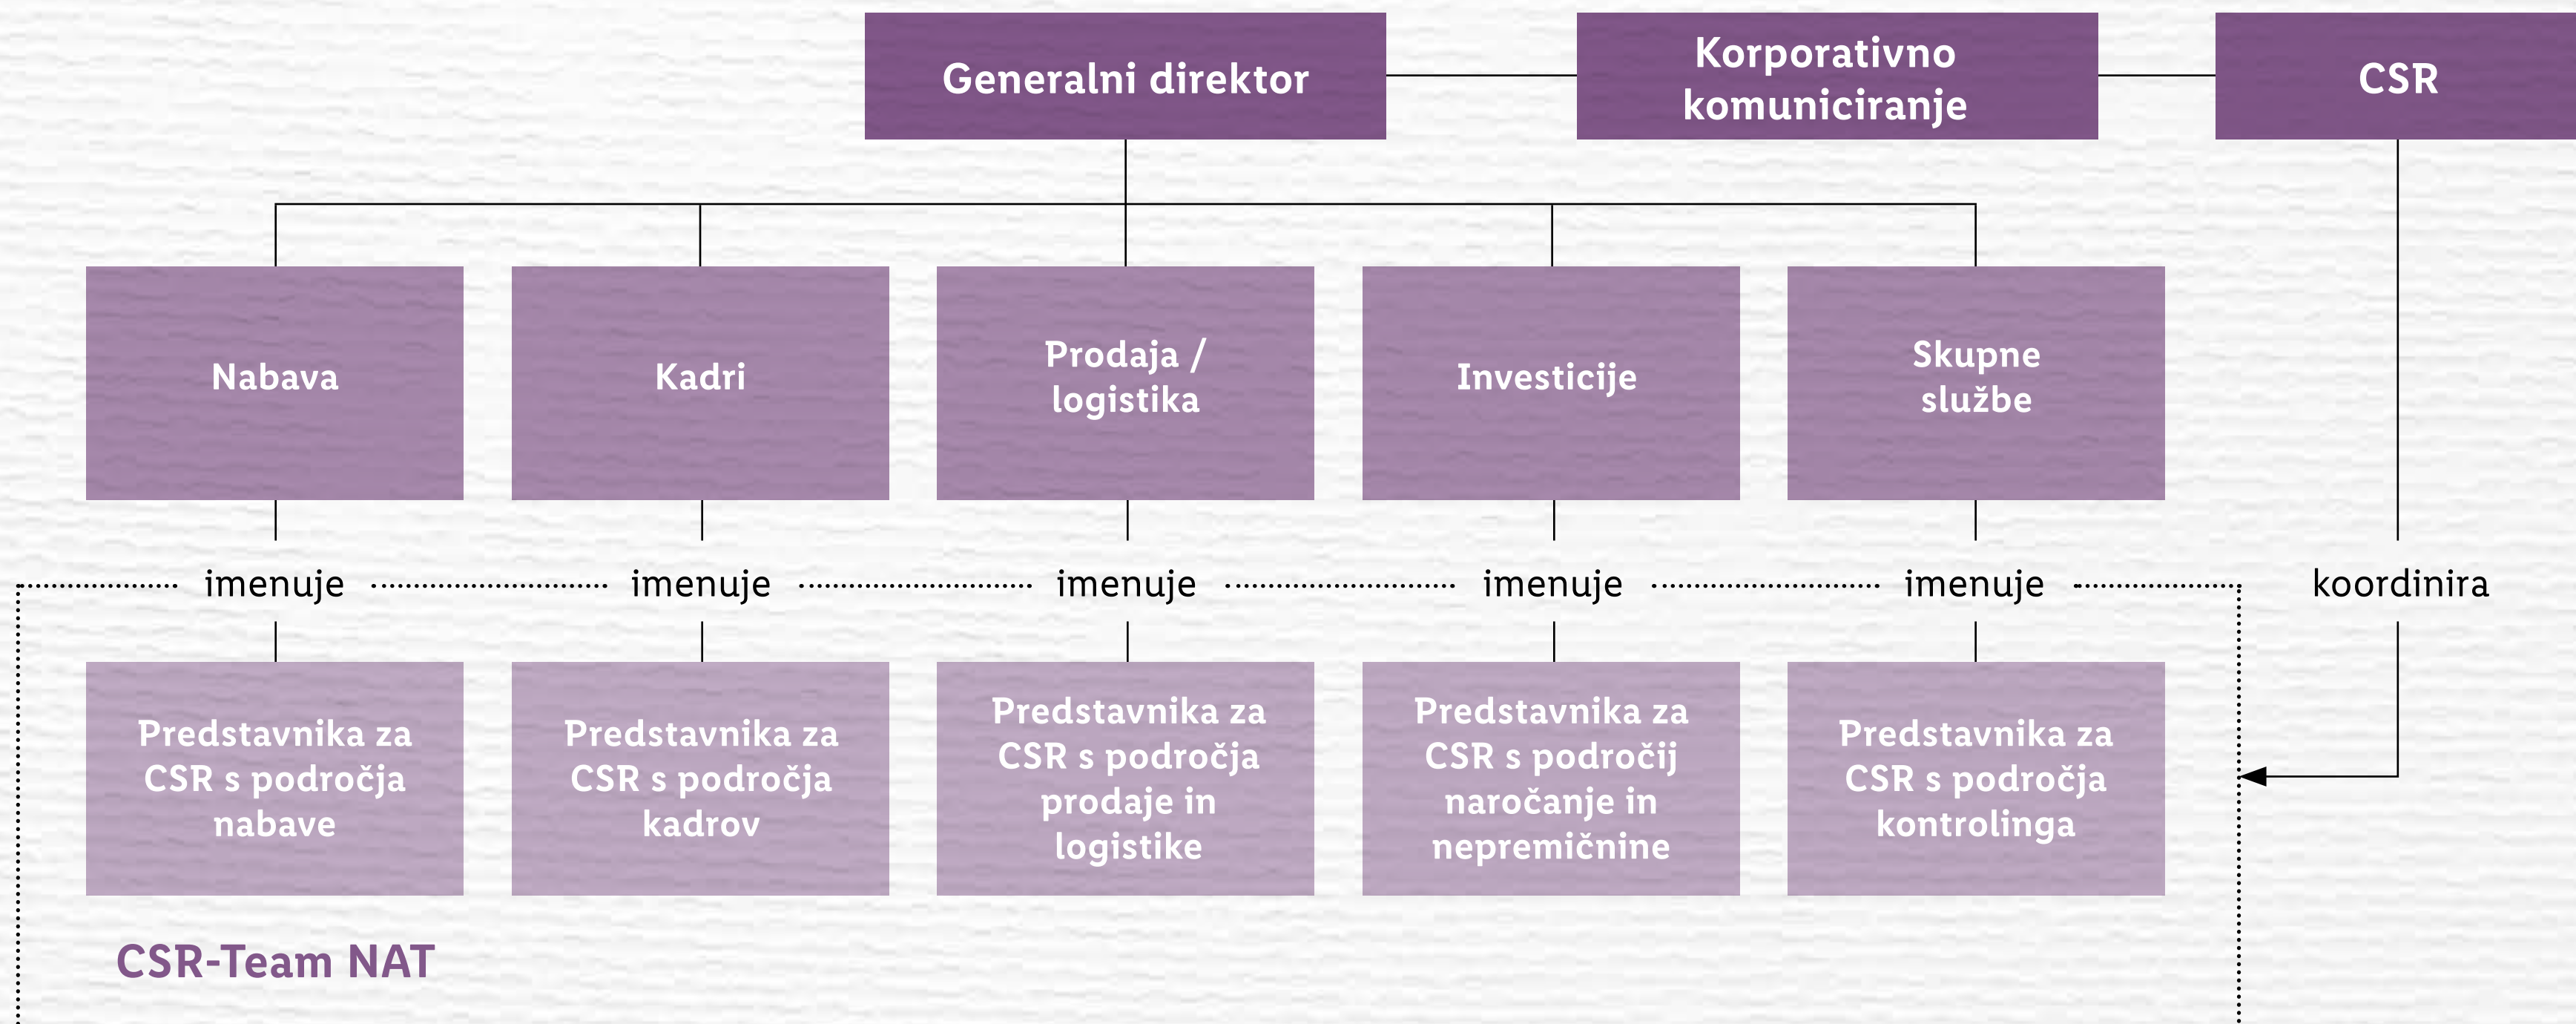 Generalni direktor
Korporativno
komuniciranje
CSR
Nabava
Kadri
Prodaja /
logistika
Investicije
Skupne
službe
imenuje
imenuje
imenuje
imenuje
imenuje
koordinira
Predstavnika za
CSR s področja
nabave
Predstavnika za
CSR s področja
kadrov
Predstavnika za
CSR s področja
prodaje in
logistike
Predstavnika za
CSR s področij
naročanje in
nepremičnine
Predstavnika za
CSR s področja
kontrolinga
CSR-Team NAT